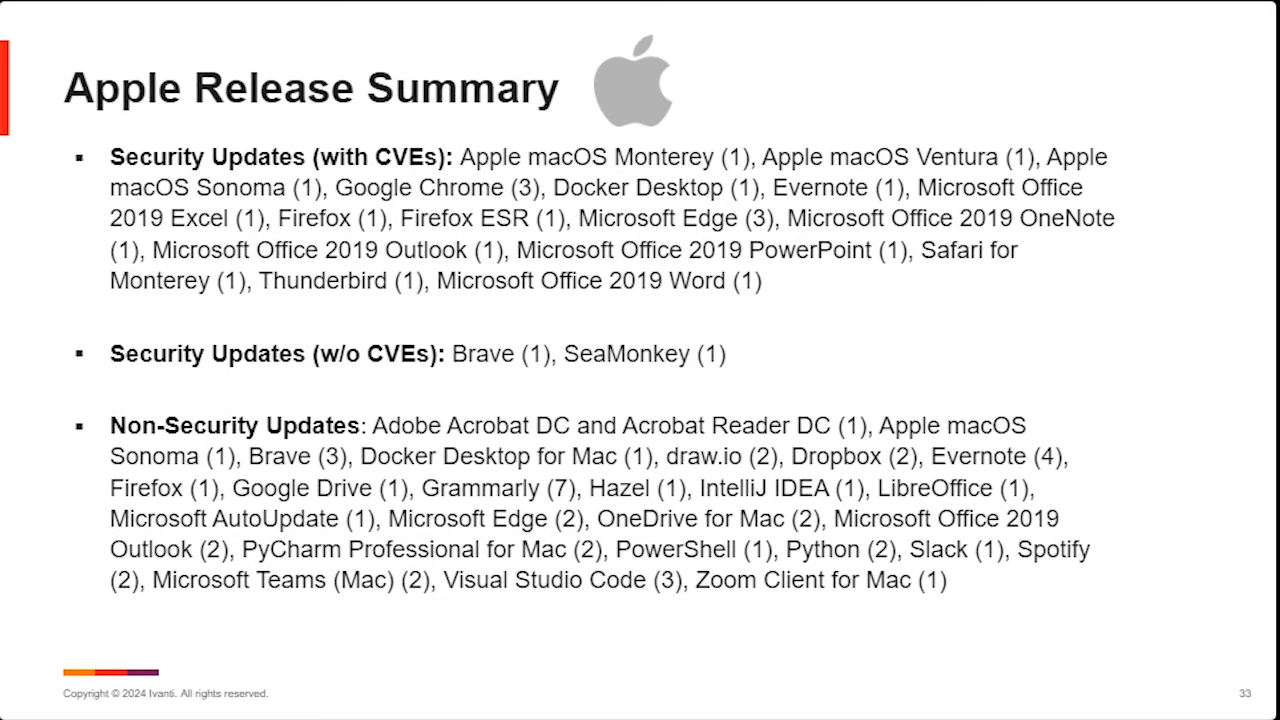 Apple Release Summary
▪ Security Updates (with CVEs): Apple macOS Monterey (1), Apple macOS Ventura (1), Apple
macOS Sonoma (1), Google Chrome (3), Docker Desktop (1), Evernote (1), Microsoft Office
2019 Excel (1), Firefox (1), Firefox ESR (1), Microsoft Edge (3), Microsoft Office 2019 OneNote
(1), Microsoft Office 2019 Outlook (1), Microsoft Office 2019 PowerPoint (1), Safari for
Monterey (1), Thunderbird (1), Microsoft Office 2019 Word (1)
▪ Security Updates (w/o CVEs): Brave (1), SeaMonkey (1)
▪ Non-Security Updates: Adobe Acrobat DC and Acrobat Reader DC (1), Apple macOS
Sonoma (1), Brave (3), Docker Desktop for Mac (1), draw.io (2), Dropbox (2), Evernote (4),
Firefox (1), Google Drive (1), Grammarly (7), Hazel (1), IntelliJ IDEA (1), LibreOffice (1),
Microsoft AutoUpdate (1), Microsoft Edge (2), OneDrive for Mac (2), Microsoft Office 2019
Outlook (2), PyCharm Professional for Mac (2), PowerShell (1), Python (2), Slack (1), Spotify
(2), Microsoft Teams (Mac) (2), Visual Studio Code (3), Zoom Client for Mac (1)
Copyright © 2024 Ivanti. All rights reserved.
33